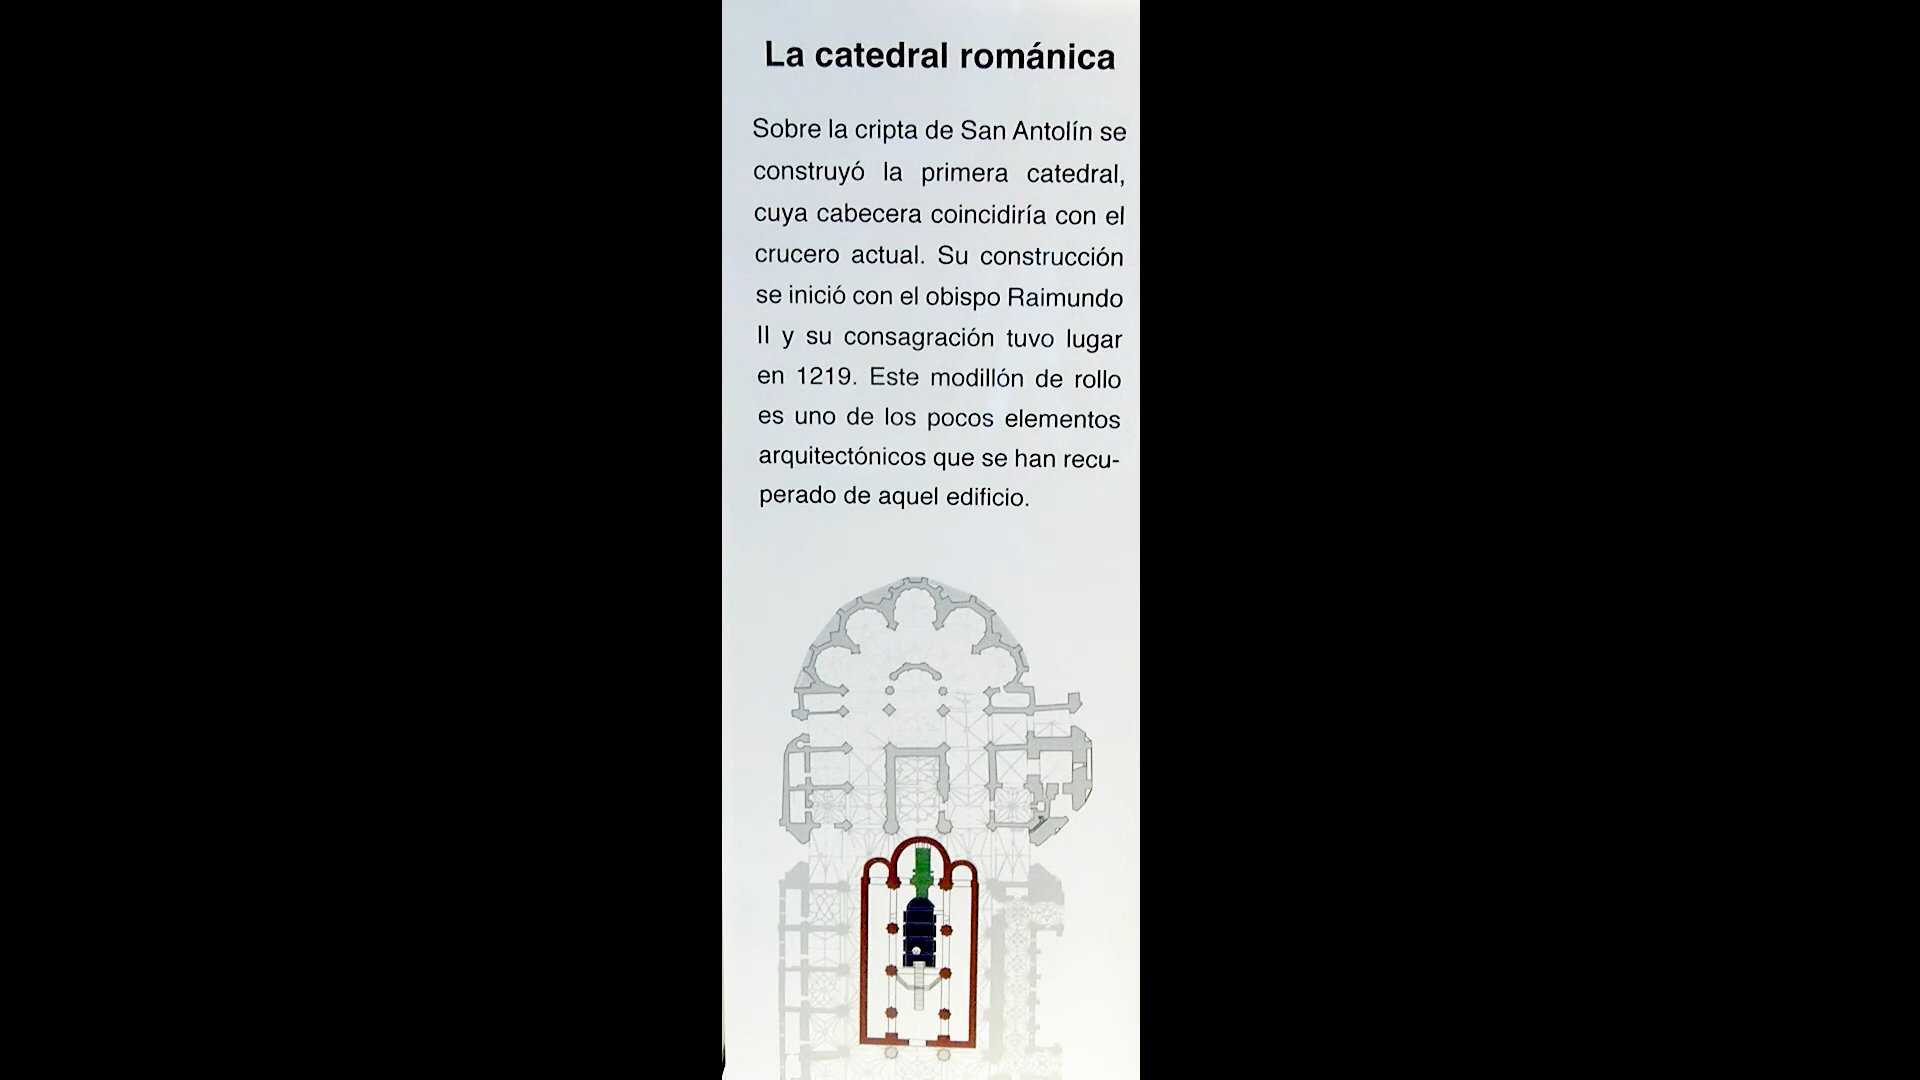 La catedral románica
Sobre la cripta de San Antolín se
construyó la primera catedral,
cuya cabecera coincidiría con el
crucero actual. Su construcción
se inició con el obispo Raimundo
II y su consagración tuvo lugar
en 1219. Este modillón de rollo
es uno de los pocos elementos
arquitectónicos que se han recu-
perado de aquel edificio.